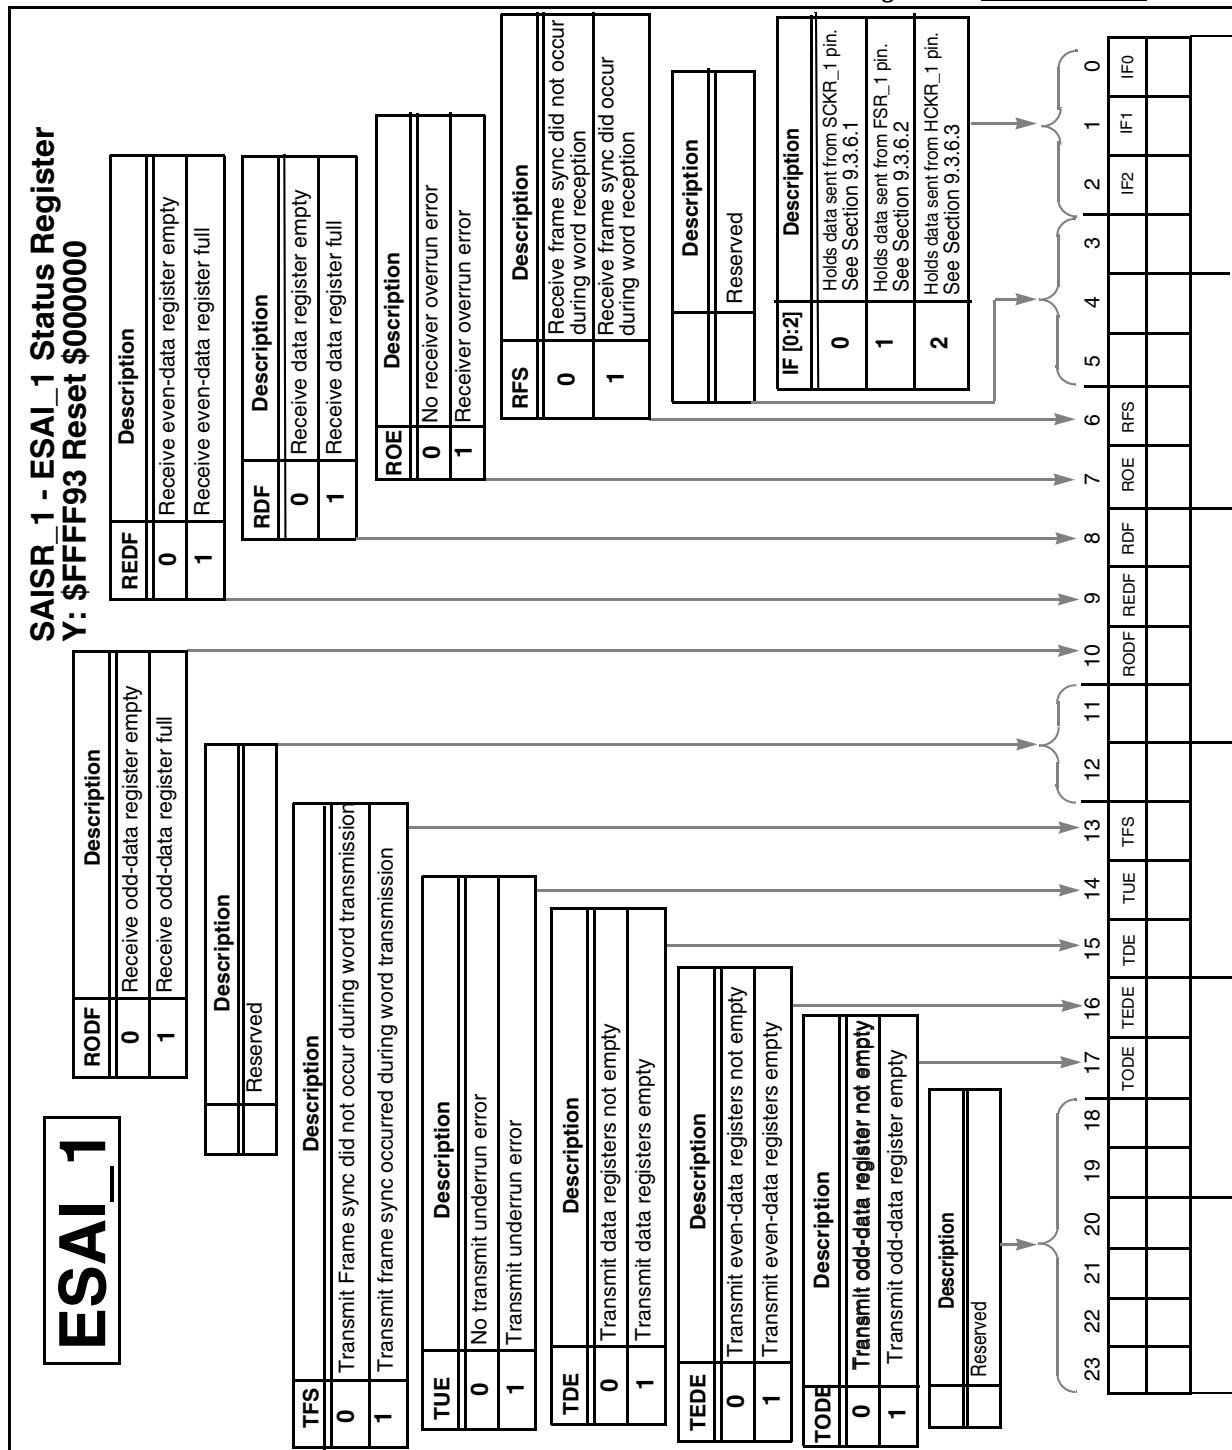 ESAI_1
SAISR_1 - ESAI_1 Status Register
Y: $FFFF93 Reset $000000
RODF Description
0 Receive odd-data register empty
1 Receive odd-data register full
REDF Description
0 Receive even-data register empty
1 Receive even-data register full
Description
Reserved
RDF Description
0 Receive data register empty
1 Receive data register full
TFS Description
0 Transmit Frame sync did not occur during word transmission
1 Transmit frame sync occurred during word transmission
ROE Description
0 No receiver overrun error
1 Receiver overrun error
TUE Description
0 No transmit underrun error
1 Transmit underrun error
RFS Description
0 Receive frame sync did not occur
during word reception
1 Receive frame sync did occur
during word reception
TDE Description
0 Transmit data registers not empty
1 Transmit data registers empty
Description
Reserved
TEDE Description
0 Transmit even-data registers not empty
1 Transmit even-data registers empty
IF [0:2] Description
0 Holds data sent from SCKR_1 pin.
See Section 9.3.6.1
1 Holds data sent from FSR_1 pin.
See Section 9.3.6.2
2 Holds data sent from HCKR_1 pin.
See Section 9.3.6.3
TODE Description
0 Transmit odd-data register not empty
1 Transmit odd-data register empty
Description
Reserved
23 22 21 20 19 18 17 16 15 14 13 12 11 10 9 8 7 6 5 4 3 2 1 0
TODE TEDE TDE TUE TFS RODF REDF RDF ROE RFS IF2 IF1 IF0